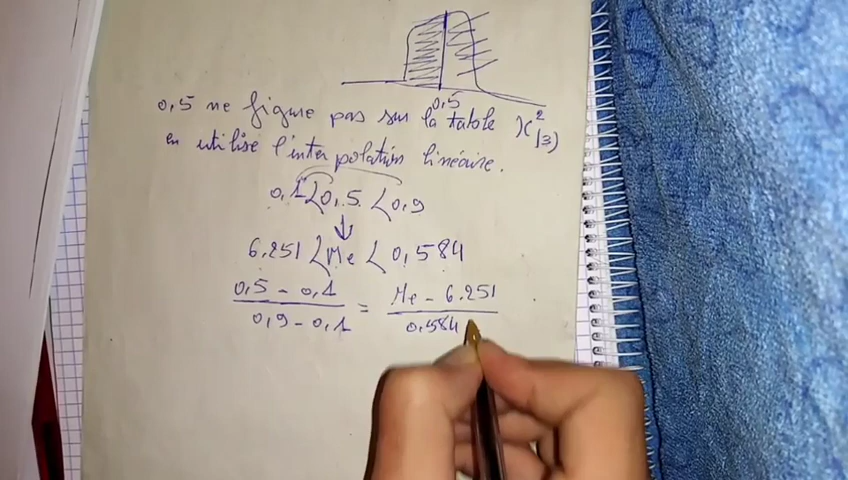 0,5
0,5 ne figure pas sur la table X²(3)
en utilise l'interpolation linéaire.
0,1 < 0,5 < 0,9
6.251 < Me < 0,584
0,5 - 0,1 / 0,9 - 0,1 = Me - 6.251 / 0,584